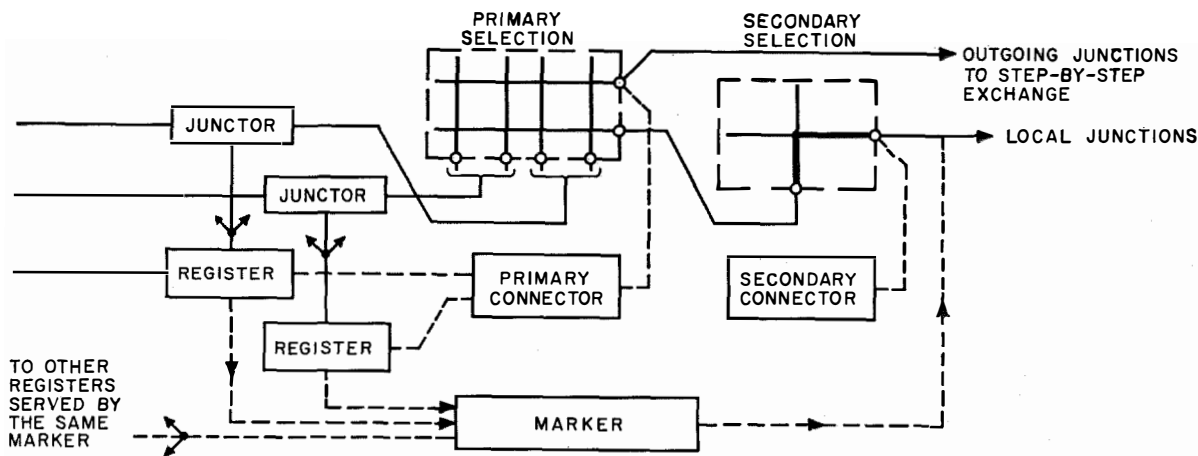 PRIMARY
SELECTION
SECONDARY
SELECTION
OUTGOING JUNCTIONS
TO STEP-BY-STEP
EXCHANGE
JUNCTOR
LOCAL JUNCTIONS
JUNCTOR
REGISTER
PRIMARY
CONNECTOR
SECONDARY
CONNECTOR
REGISTER
TO OTHER
REGISTERS
SERVED BY
THE SAME
MARKER
MARKER